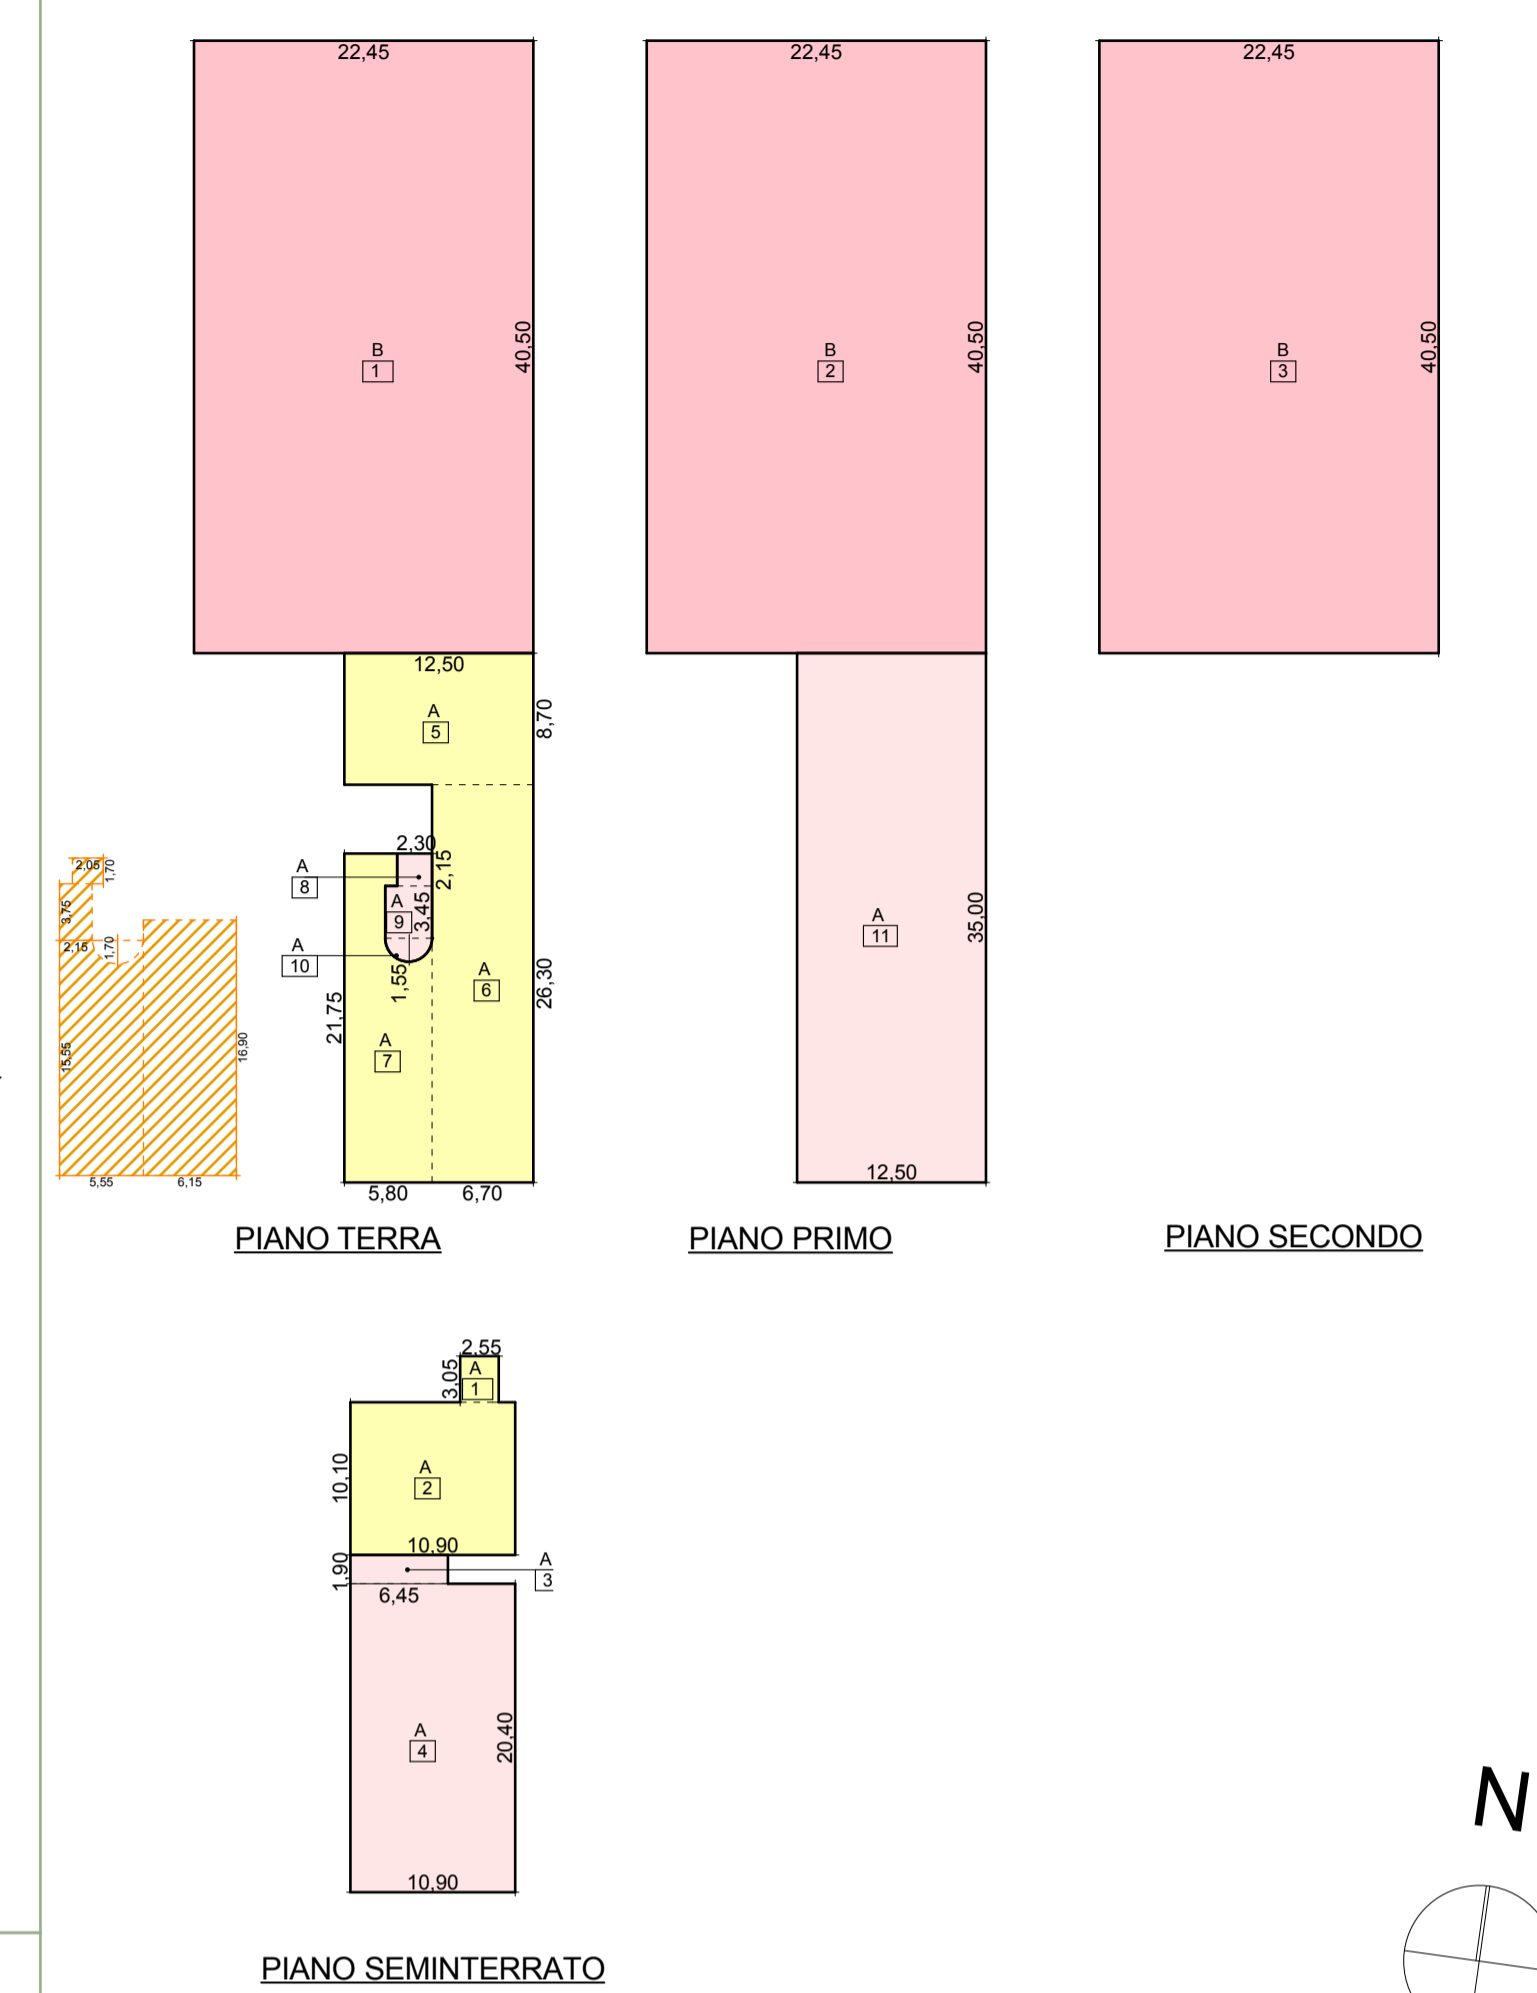 22,45
22,45
22,45
40,50
40,50
40,50
B
1
B
2
B
3
12,50
A
5
8,70
2,30
2,15
A
8
A
9
3,45
A
10
1,55
A
6
26,30
21,75
A
7
5,80
6,70
2,05
1,70
3,75
2,15
1,70
15,55
16,90
5,55
6,15
A
11
35,00
12,50
PIANO TERRA
PIANO PRIMO
PIANO SECONDO
2,55
3,05
A
1
10,10
A
2
10,90
1,90
A
3
6,45
A
4
20,40
10,90
PIANO SEMINTERRATO
N